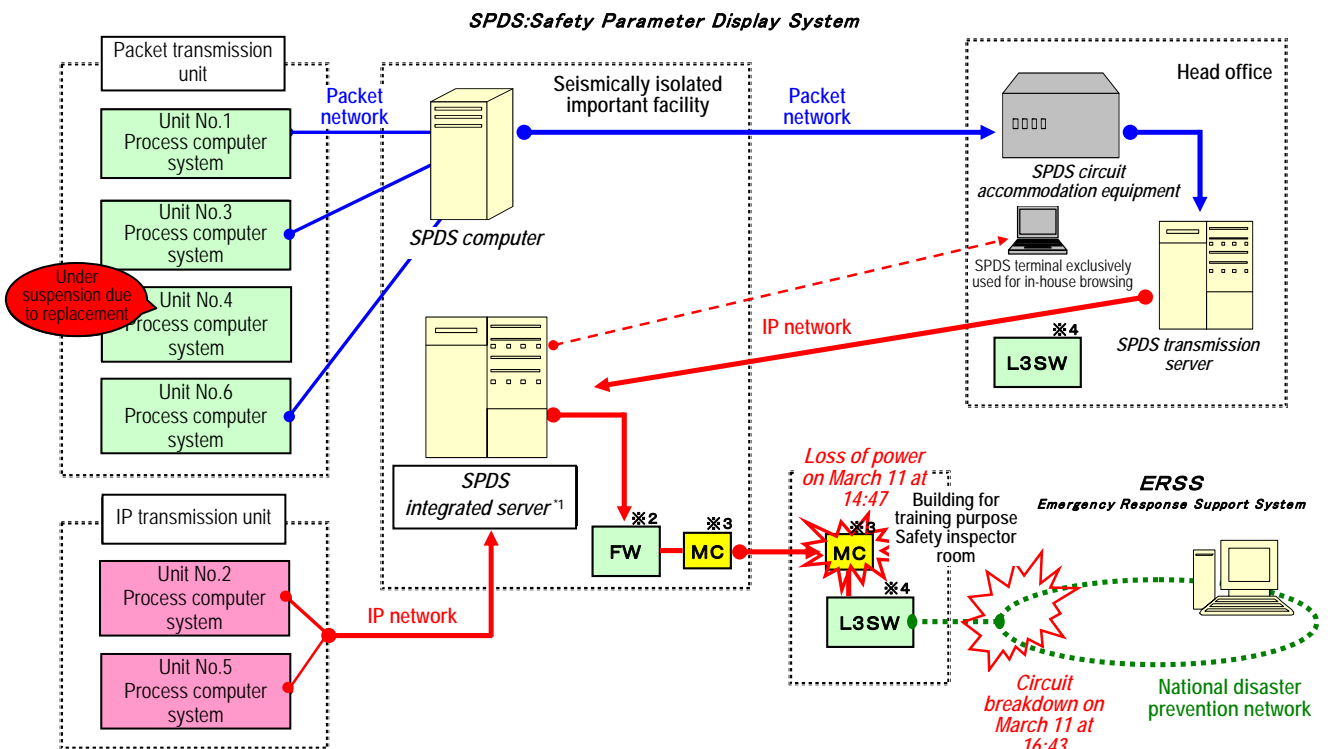 SPDS:Safety Parameter Display System
Packet transmission
unit
Unit No.1
Process computer
system
Unit No.3
Process computer
system
Under
suspension due
to replacement
Unit No.4
Process computer
system
Unit No.6
Process computer
system
Packet
network
Seismically isolated
important facility
SPDS computer
Packet
network
Head office
SPDS circuit
accommodation equipment
SPDS terminal exclusively
used for in-house browsing
IP network
※4
L3SW
SPDS transmission
server
SPDS
integrated server*1
IP transmission unit
Unit No.2
Process computer
system
Unit No.5
Process computer
system
IP network
※2
FW
※3
MC
Loss of power
on March 11 at
14:47
Building for
training purpose
Safety inspector
room
※3
MC
※4
L3SW
ERSS
Emergency Response Support System
Circuit
breakdown on
March 11 at
16:43
National disaster
prevention network